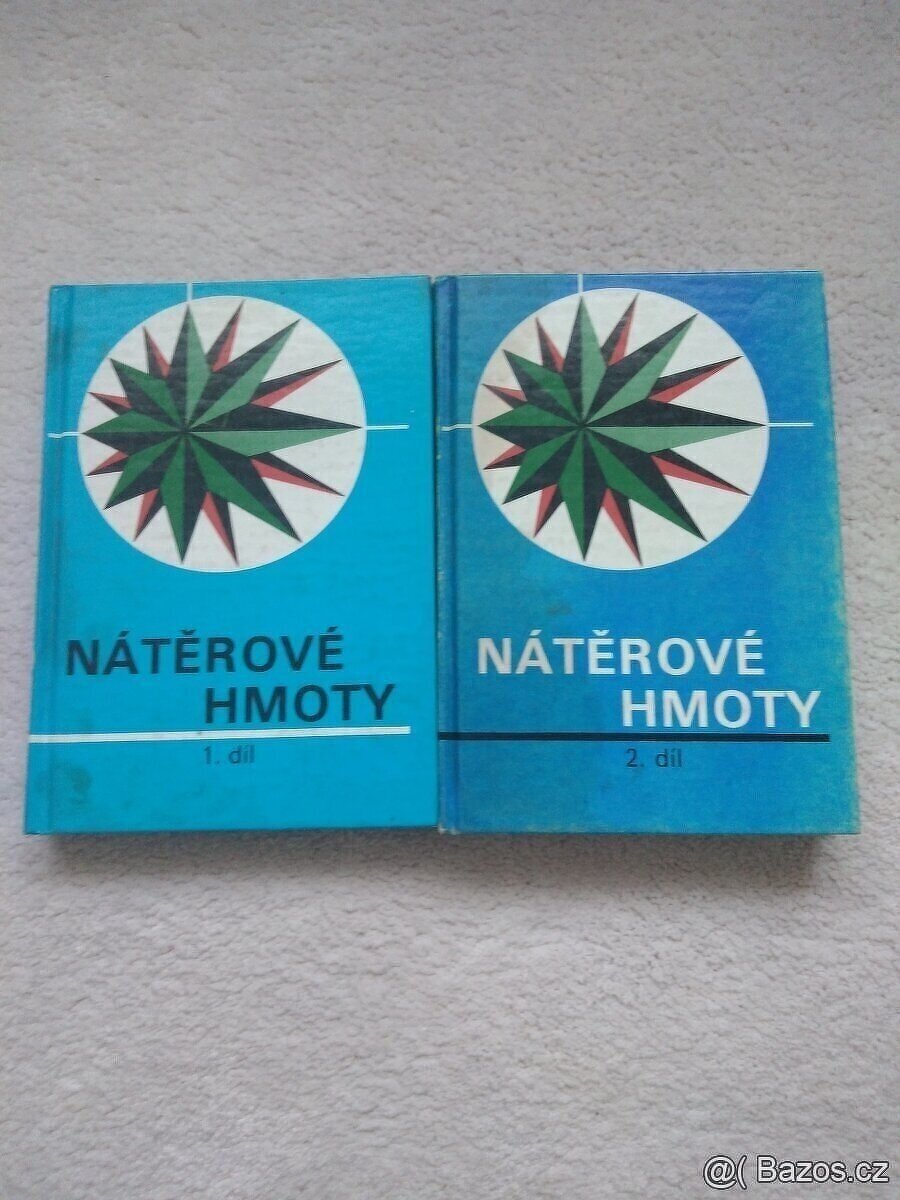 NÁTĚROVÉ
HMOTY
1. díl
NÁTĚROVÉ
HMOTY
2. díl
@( Bazos.cz